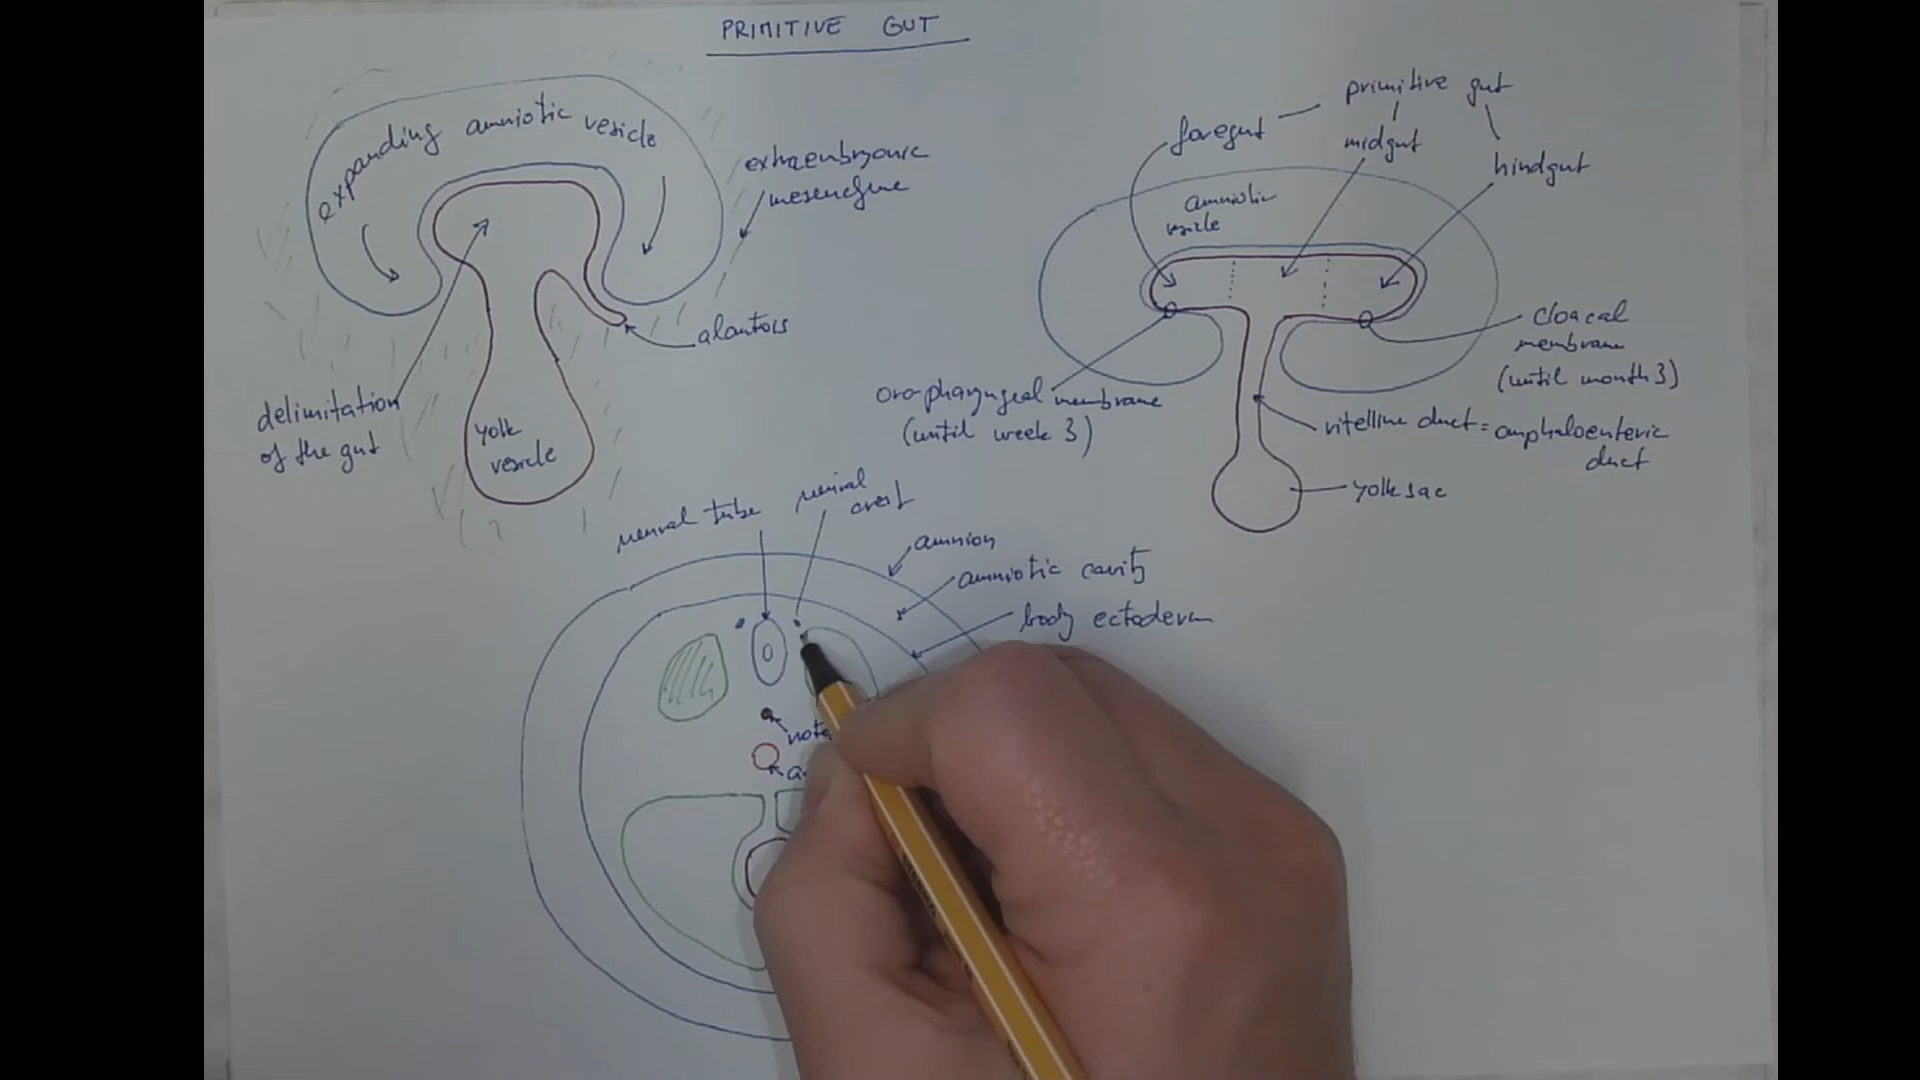 PRIMITIVE GUT
expanding amniotic vesicle
extraembryonic
mesenchyme
alantois
delimitation
of the gut
yolk
vesicle
primitive gut
foregut
midgut
hindgut
amniotic
vesicle
cloacal
membrane
(until month 3)
oropharyngeal membrane
(until week 3)
vitelline duct = omphaloenteric
duct
yolk sac
neural tube
neural
crest
amnion
amniotic cavity
body ectoderm